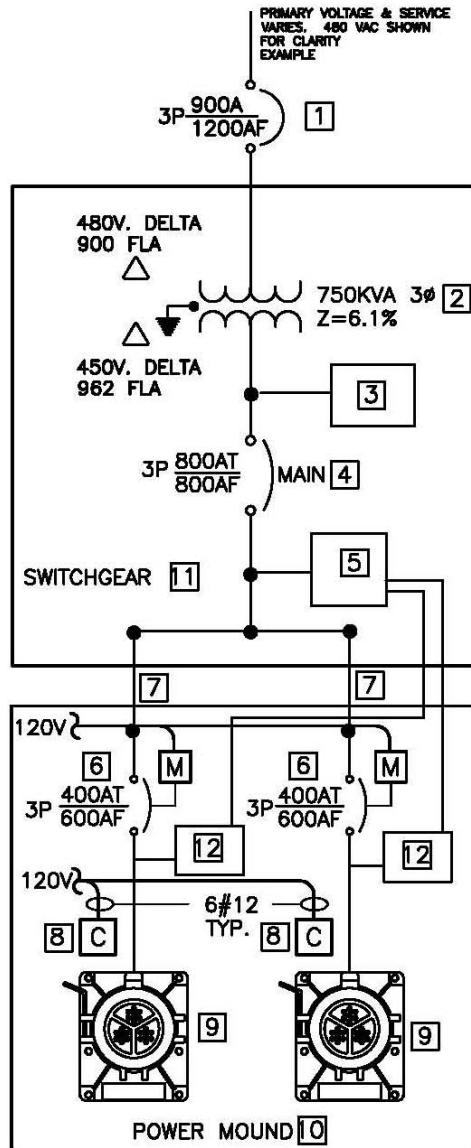 PRIMARY VOLTAGE & SERVICE
VARIES. 480 VAC SHOWN
FOR CLARITY
EXAMPLE
3P 900A
1200AF
1
480V. DELTA
900 FLA
750KVA 3ø 2
Z=6.1%
450V. DELTA
962 FLA
3
3P 800AT
800AF
MAIN 4
5
SWITCHGEAR 11
7
7
120V
6
M
6
M
3P 400AT
600AF
3P 400AT
600AF
12
12
120V
6#12
TYP.
8 C
8 C
9
9
POWER MOUND 10